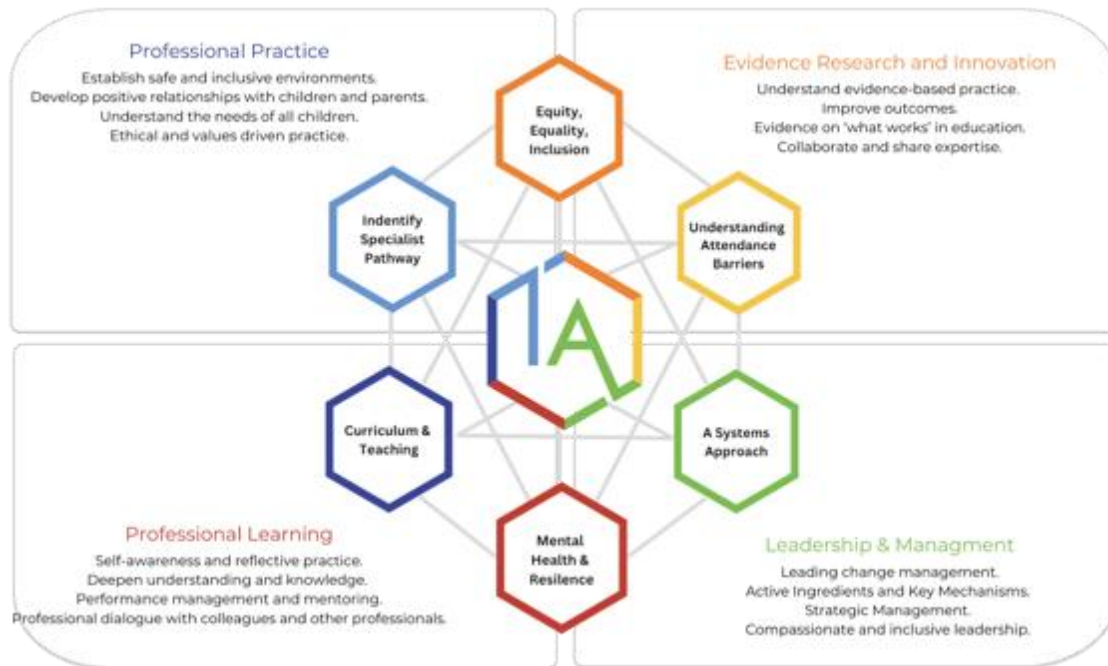 Professional Practice
Establish safe and inclusive environments.
Develop positive relationships with children and parents.
Understand the needs of all children.
Ethical and values driven practice.
Evidence Research and Innovation
Understand evidence-based practice.
Improve outcomes.
Evidence on 'what works' in education.
Collaborate and share expertise.
Equity,
Equality,
Inclusion
Indentify
Specialist
Pathway
Understanding
Attendance
Barriers
1A
Curriculum &
Teaching
A Systems
Approach
Mental
Health &
Resilence
Professional Learning
Self-awareness and reflective practice.
Deepen understanding and knowledge.
Performance management and mentoring.
Professional dialogue with colleagues and other professionals.
Leadership & Managment
Leading change management.
Active Ingredients and Key Mechanisms.
Strategic Management.
Compassionate and inclusive leadership.